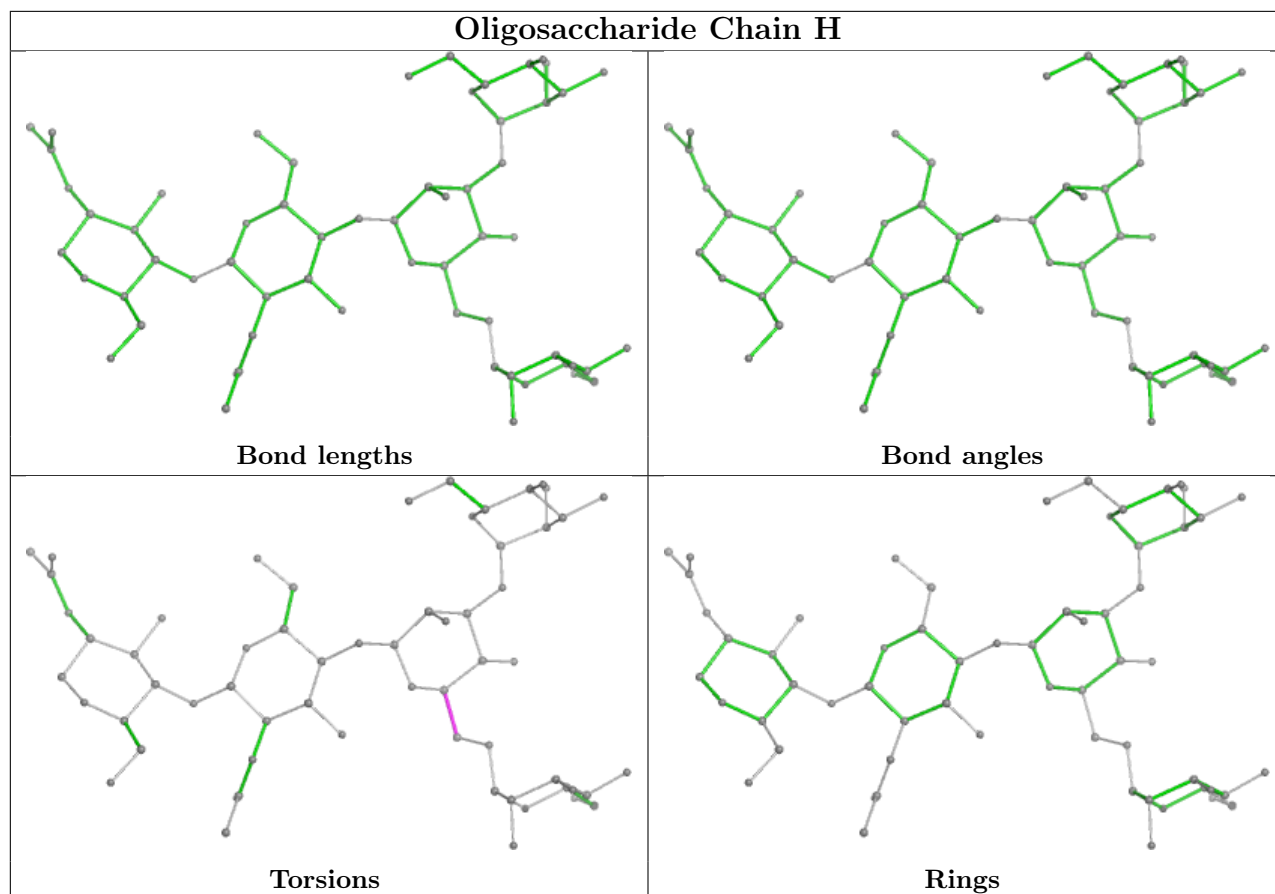 Oligosaccharide Chain H
Bond lengths
Bond angles
Torsions
Rings